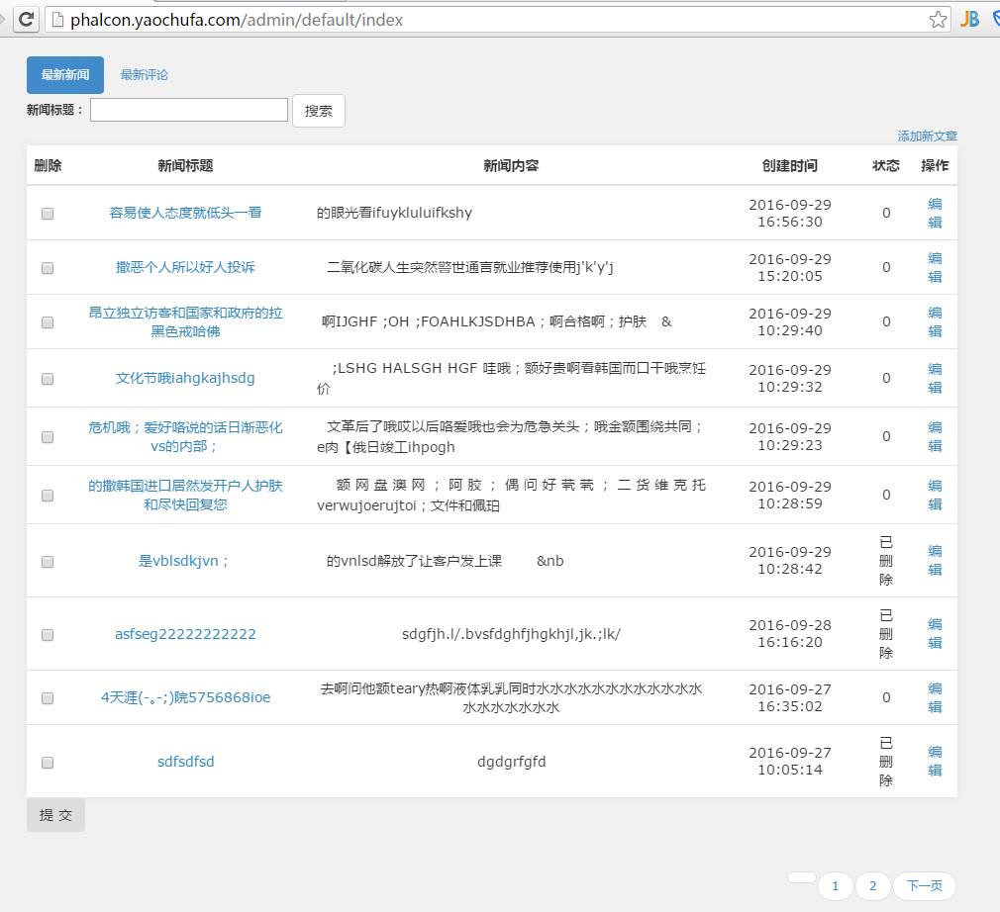 phalcon.yaochufa.com/admin/default/index
JB
最新新闻 最新评论
新闻标题： 搜索
添加新文章
删除 新闻标题 新闻内容 创建时间 状态 操作
容易使人态度就低头一看 的眼光看ifuykluluifkshy 2016-09-29 16:56:30 0 编辑
撒恶个人所以好人投诉 二氧化碳人生突然警世通言就业推荐使用j'k'y'j 2016-09-29 15:20:05 0 编辑
昂立独立访客和国家和政府的拉
黑色戒哈佛 啊IJGHF ;OH ;FOAHLKJSDHBA；啊合格啊；护肤 & 2016-09-29 10:29:40 0 编辑
文化节哦iahgkajhsdg ;LSHG HALSGH HGF 哇哦；额好贵啊看韩国而口干哦烹饪
价 2016-09-29 10:29:32 0 编辑
危机哦；爱好咯说的话日渐恶化
vs的内部； 文革后了哦哎以后咯爱哦也会为危急关头；哦金额围绕共同；
e肉【俄日竣工ihpogh 2016-09-29 10:29:23 0 编辑
的撒韩国进口居然发开户人护肤
和尽快回复您 额网盘澳网；阿胶；偶问好茕茕；二货维克托
verwujoerujtoi；文件和佩珀 2016-09-29 10:28:59 0 编辑
是vblsdkjvn； 的vnlsd解放了让客户发上课 &nb 2016-09-29 10:28:42 已删除 编辑
asfseg22222222222 sdgfjh.l/.bvsfdghfjhgkhjl,jk.;lk/ 2016-09-28 16:16:20 已删除 编辑
4天涯(-。-;)院5756868ioe 去啊问他额teary热啊液体乳乳同时水水水水水水水水水水水水
水水水水水水水 2016-09-27 16:35:02 0 编辑
sdfsdfsd dgdgrfgfd 2016-09-27 10:05:14 已删除 编辑
提 交
1 2 下一页